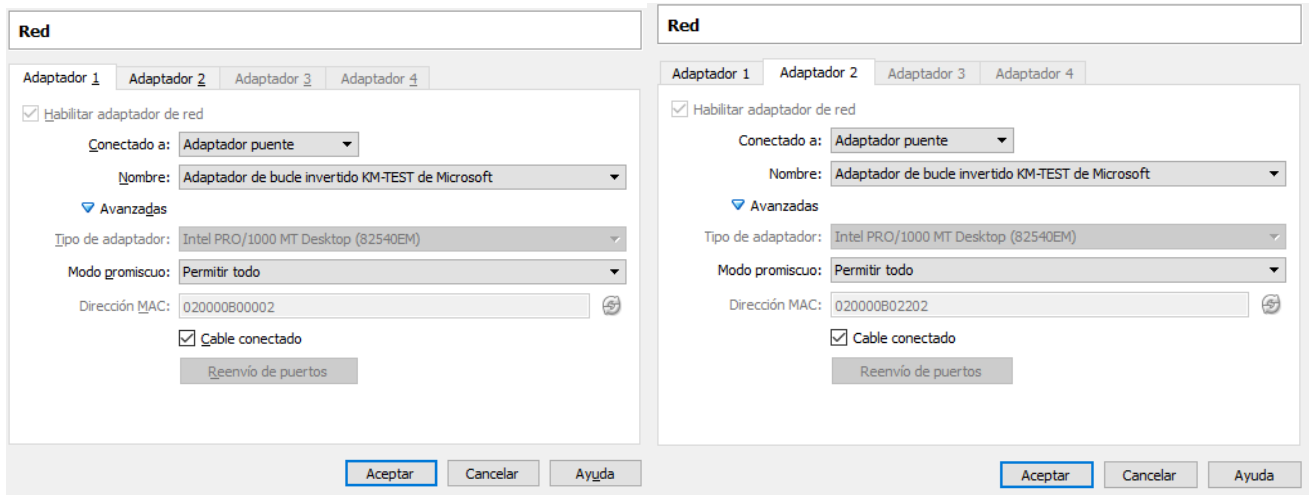 Red
Adaptador 1 Adaptador 2 Adaptador 3 Adaptador 4
Habilitar adaptador de red
Conectado a: Adaptador puente
Nombre: Adaptador de bucle invertido KM-TEST de Microsoft
Avanzadas
Tipo de adaptador: Intel PRO/1000 MT Desktop (82540EM)
Modo promiscuo: Permitir todo
Dirección MAC: 020000B00002
Cable conectado
Reenvío de puertos
Aceptar Cancelar Ayuda
Red
Adaptador 1 Adaptador 2 Adaptador 3 Adaptador 4
Habilitar adaptador de red
Conectado a: Adaptador puente
Nombre: Adaptador de bucle invertido KM-TEST de Microsoft
Avanzadas
Tipo de adaptador: Intel PRO/1000 MT Desktop (82540EM)
Modo promiscuo: Permitir todo
Dirección MAC: 020000B02202
Cable conectado
Reenvío de puertos
Aceptar Cancelar Ayuda